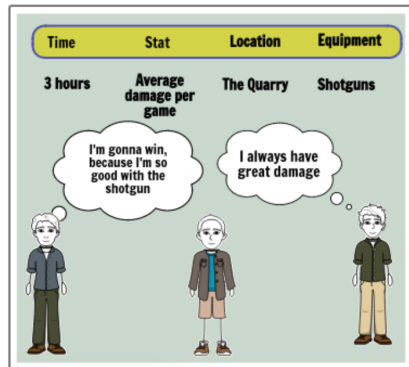 Time Stat Location Equipment
3 hours Average damage per game The Quarry Shotguns
I'm gonna win,
because I'm so
good with the
shotgun
I always have
great damage